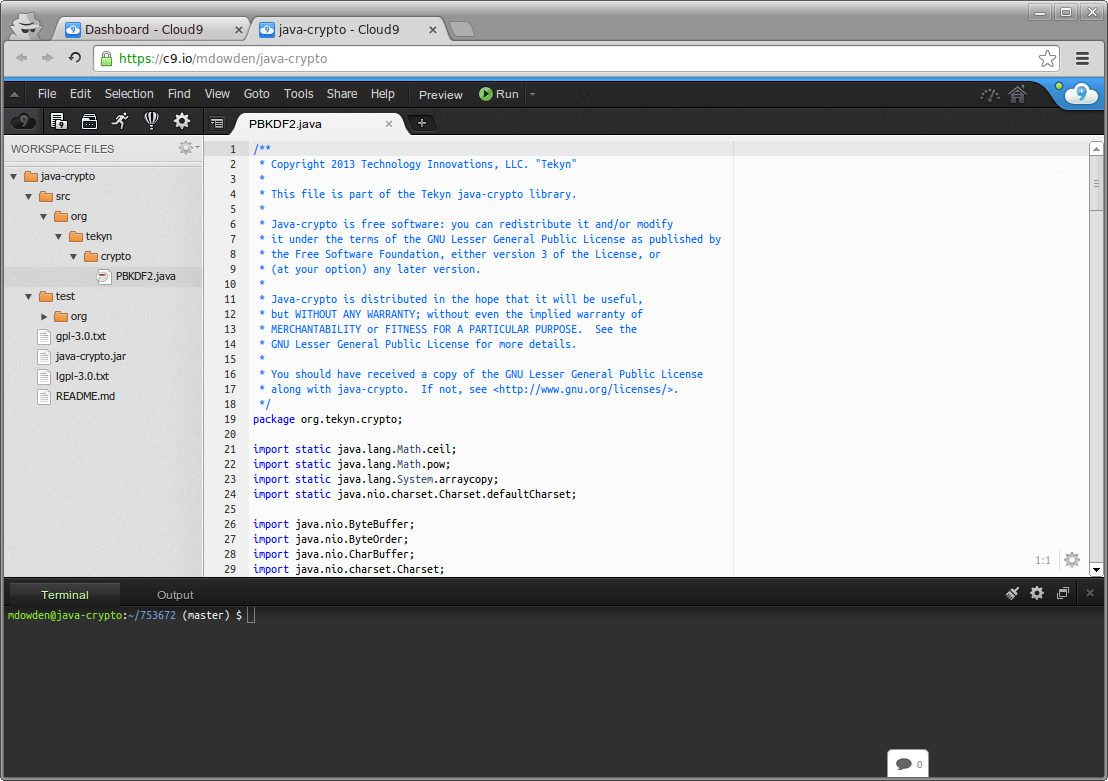 Dashboard - Cloud9
java-crypto - Cloud9
https://c9.io/mdowden/java-crypto
File Edit Selection Find View Goto Tools Share Help Preview Run
PBKDF2.java
WORKSPACE FILES
java-crypto
src
org
tekyn
crypto
PBKDF2.java
test
org
gpl-3.0.txt
java-crypto.jar
lgpl-3.0.txt
README.md
1 /**
2  * Copyright 2013 Technology Innovations, LLC. "Tekyn"
3  *
4  * This file is part of the Tekyn java-crypto library.
5  *
6  * Java-crypto is free software: you can redistribute it and/or modify
7  * it under the terms of the GNU Lesser General Public License as published by
8  * the Free Software Foundation, either version 3 of the License, or
9  * (at your option) any later version.
10  *
11  * Java-crypto is distributed in the hope that it will be useful,
12  * but WITHOUT ANY WARRANTY; without even the implied warranty of
13  * MERCHANTABILITY or FITNESS FOR A PARTICULAR PURPOSE.  See the
14  * GNU Lesser General Public License for more details.
15  *
16  * You should have received a copy of the GNU Lesser General Public License
17  * along with java-crypto.  If not, see <http://www.gnu.org/licenses/>.
18  */
19 package org.tekyn.crypto;
20
21 import static java.lang.Math.ceil;
22 import static java.lang.Math.pow;
23 import static java.lang.System.arraycopy;
24 import static java.nio.charset.Charset.defaultCharset;
25
26 import java.nio.ByteBuffer;
27 import java.nio.ByteOrder;
28 import java.nio.CharBuffer;
29 import java.nio.charset.Charset;
1:1
Terminal Output
mdowden@java-crypto:~/753672 (master) $
0